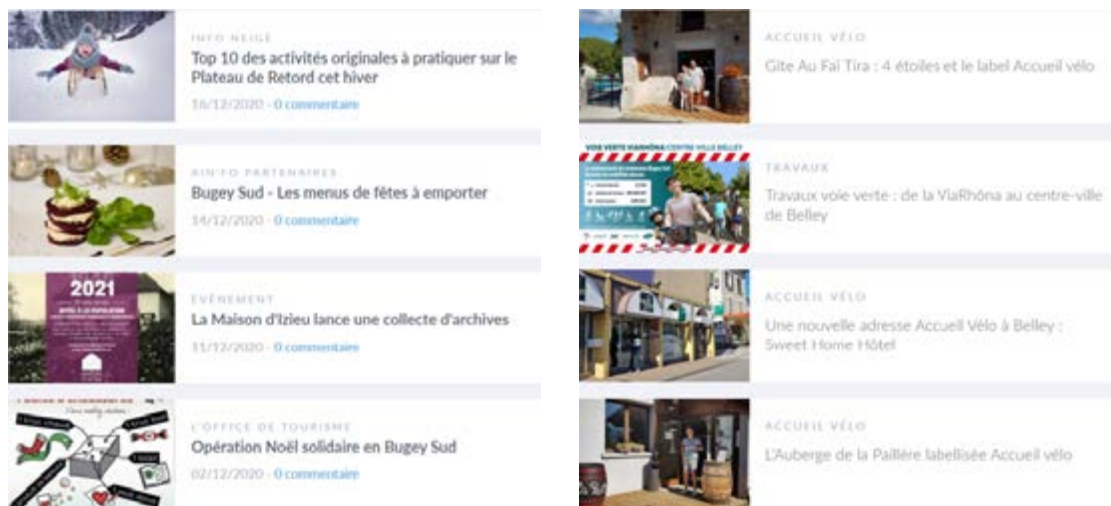 INFO NEIGE
Top 10 des activités originales à pratiquer sur le
Plateau de Retord cet hiver
16/12/2020 - 0 commentaire
AIN'FO PARTENAIRES
Bugey Sud - Les menus de fêtes à emporter
14/12/2020 - 0 commentaire
2021
APPEL À LA POPULATION
EVÈNEMENT
La Maison d'Izieu lance une collecte d'archives
11/12/2020 - 0 commentaire
L'OFFICE DE TOURISME
Opération Noël solidaire en Bugey Sud
02/12/2020 - 0 commentaire
ACCUEIL VÉLO
Gîte Au Fai Tira : 4 étoiles et le label Accueil vélo
VOIE VERTE VIARHÔNA CENTRE VILLE BELLEY
TRAVAUX
Travaux voie verte : de la ViaRhôna au centre-ville
de Belley
ACCUEIL VÉLO
Une nouvelle adresse Accueil Vélo à Belley :
Sweet Home Hôtel
ACCUEIL VÉLO
L'Auberge de la Paillère labellisée Accueil vélo